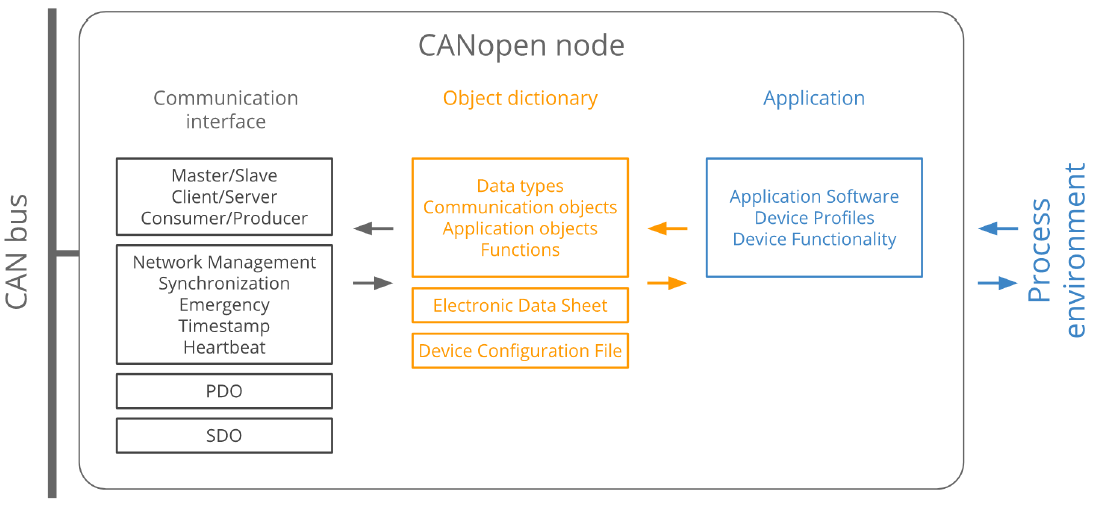 CANopen node
CAN bus
Communication
interface
Master/Slave
Client/Server
Consumer/Producer
Network Management
Synchronization
Emergency
Timestamp
Heartbeat
PDO
SDO
Object dictionary
Data types
Communication objects
Application objects
Functions
Electronic Data Sheet
Device Configuration File
Application
Application Software
Device Profiles
Device Functionality
Process
environment